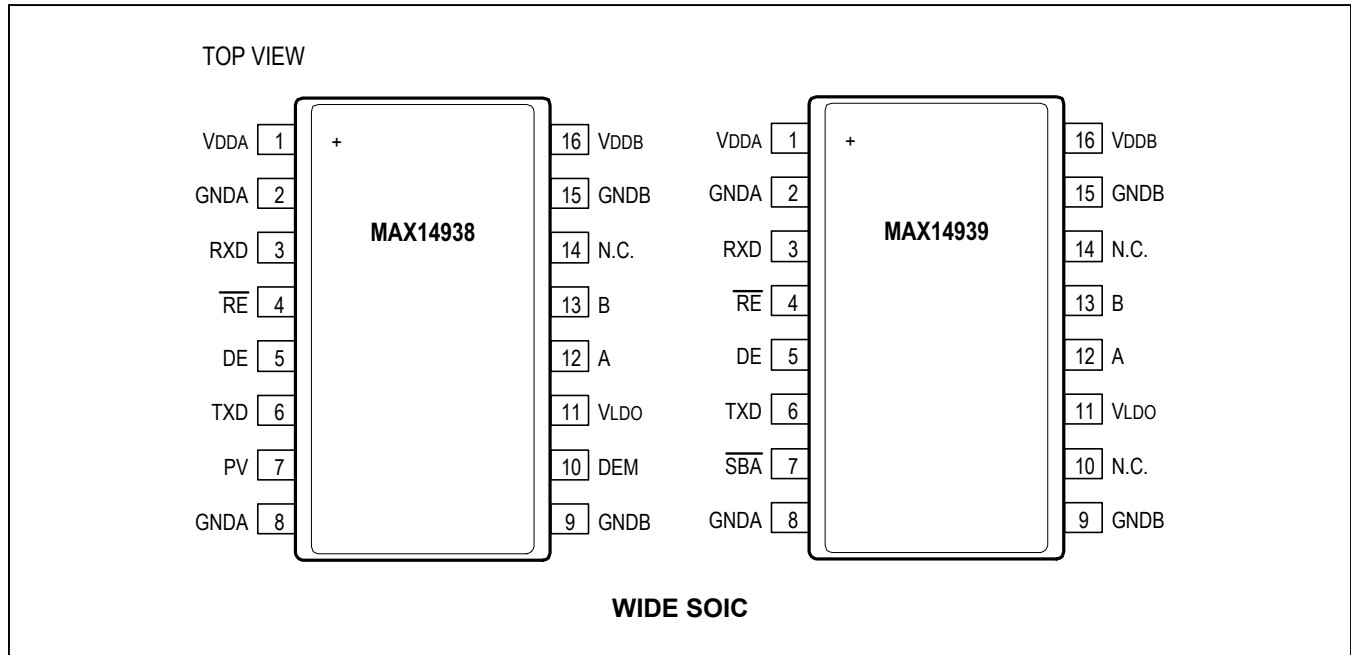 TOP VIEW
VDDA 1 + 16 VDDB
GNDA 2 15 GNDB
MAX14938
RXD 3 14 N.C.
R̅E̅ 4 13 B
DE 5 12 A
TXD 6 11 VLDO
PV 7 10 DEM
GNDA 8 9 GNDB
VDDA 1 + 16 VDDB
GNDA 2 15 GNDB
MAX14939
RXD 3 14 N.C.
R̅E̅ 4 13 B
DE 5 12 A
TXD 6 11 VLDO
S̅B̅A̅ 7 10 N.C.
GNDA 8 9 GNDB
WIDE SOIC